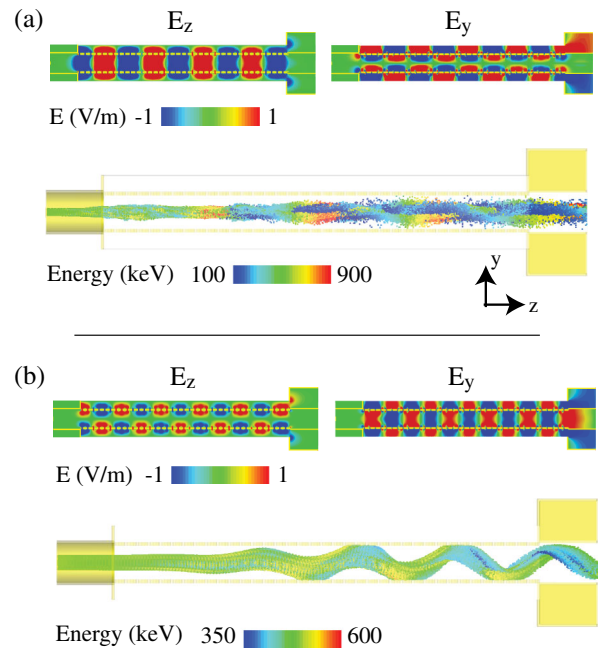 (a)
E_z E_y
E (V/m) -1 1
Energy (keV) 100 900
y
z
(b)
E_z E_y
E (V/m) -1 1
Energy (keV) 350 600